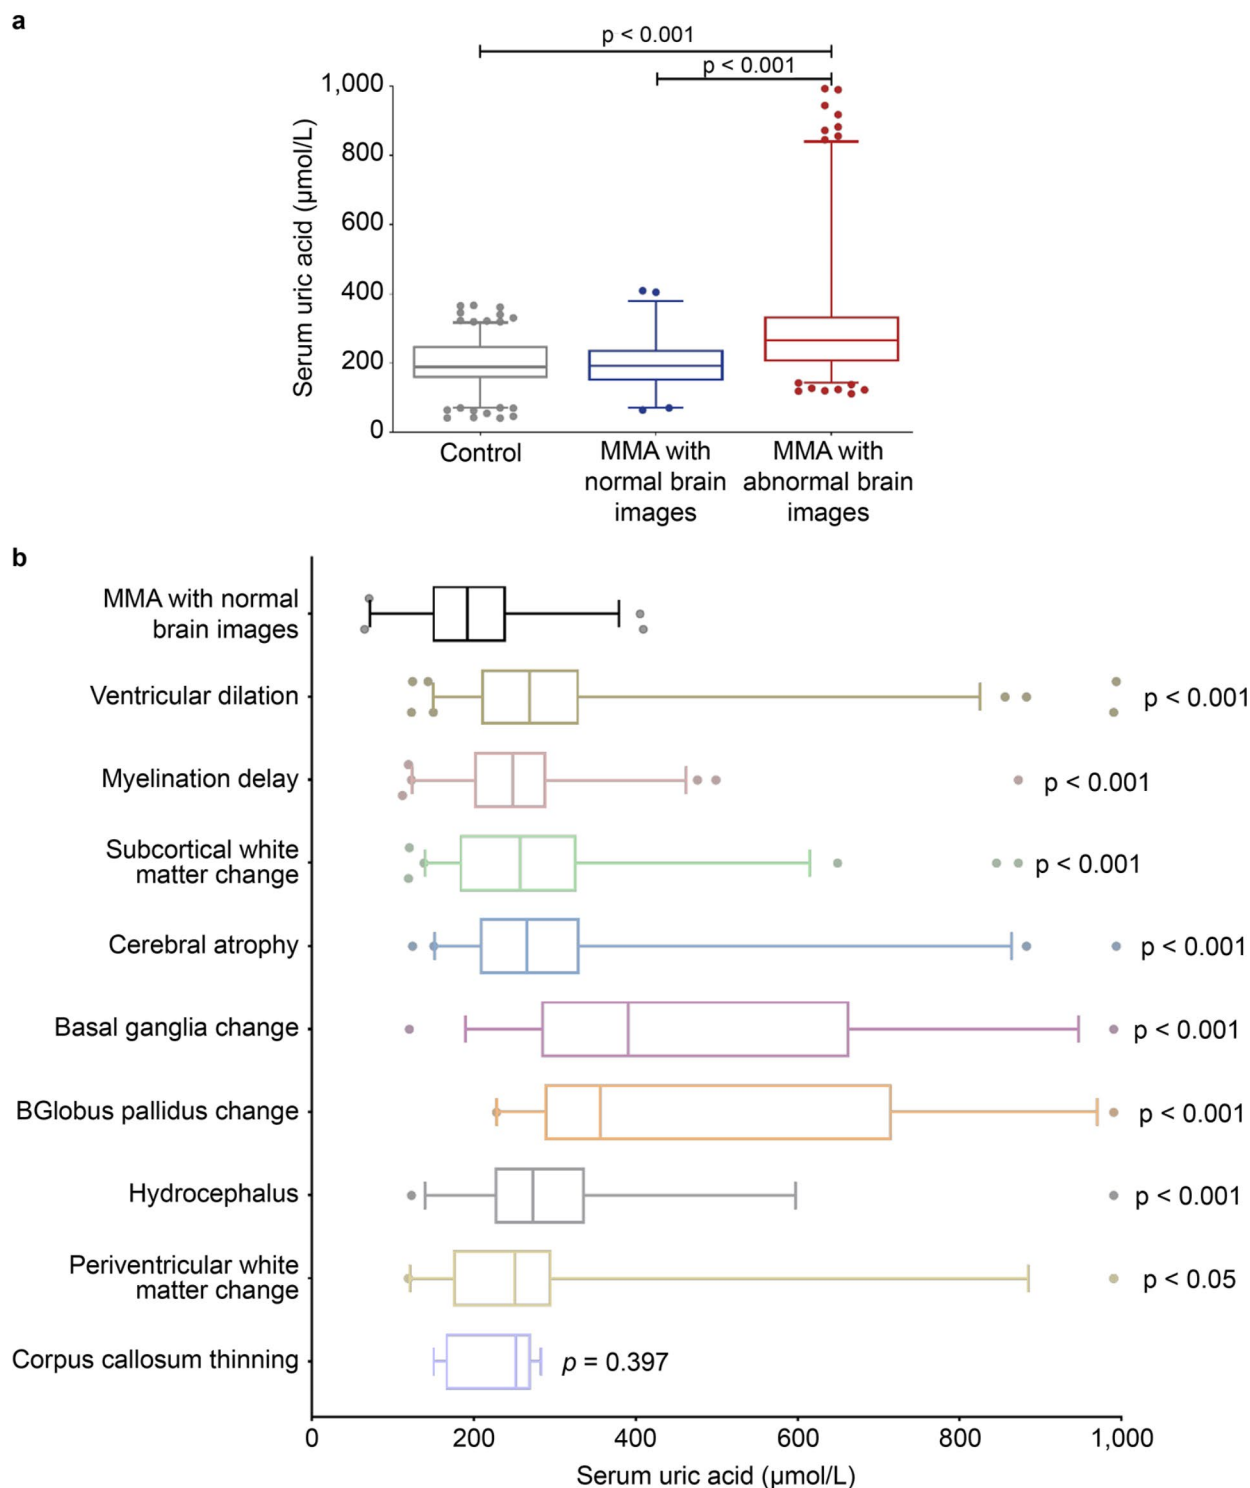 a
p < 0.001
p < 0.001
Serum uric acid (μmol/L)
1,000
800
600
400
200
0
Control
MMA with
normal brain
images
MMA with
abnormal brain
images
b
MMA with normal
brain images
Ventricular dilation
p < 0.001
Myelination delay
p < 0.001
Subcortical white
matter change
p < 0.001
Cerebral atrophy
p < 0.001
Basal ganglia change
p < 0.001
BGlobus pallidus change
p < 0.001
Hydrocephalus
p < 0.001
Periventricular white
matter change
p < 0.05
Corpus callosum thinning
p = 0.397
0
200
400
600
800
1,000
Serum uric acid (μmol/L)